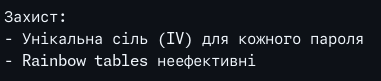 Захист:
- Унікальна сіль (IV) для кожного пароля
- Rainbow tables неефективні